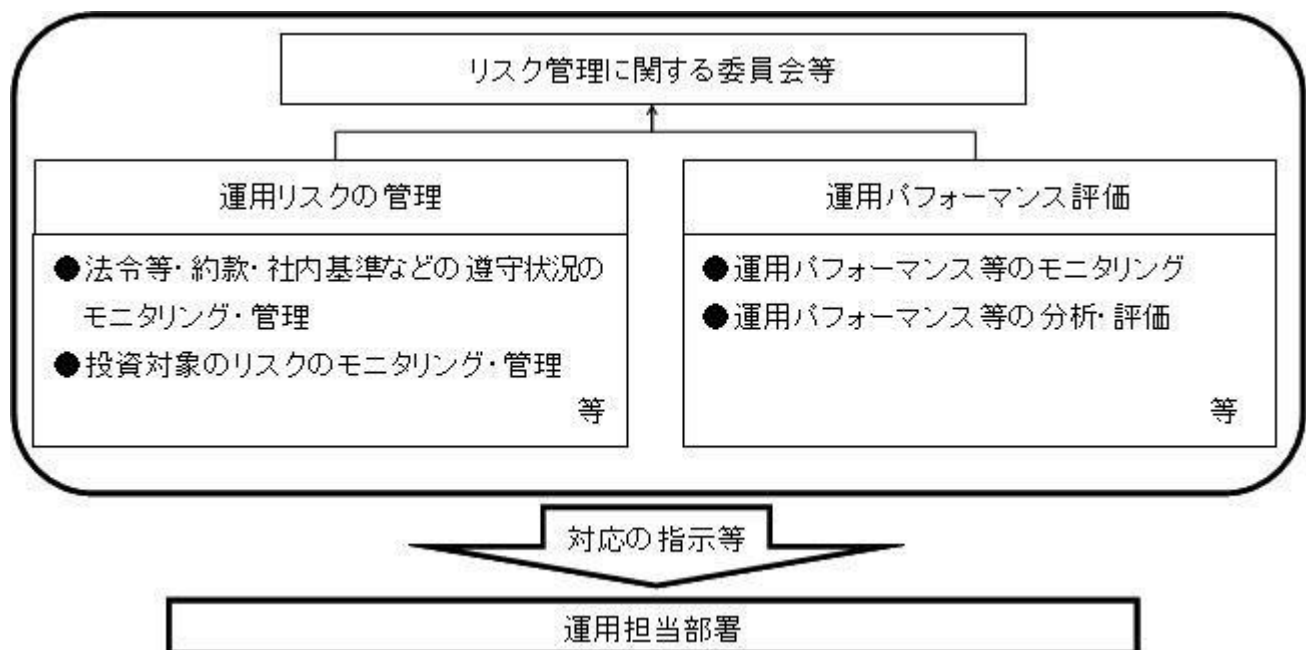 リスク管理に関する委員会等
運用リスクの管理
●法令等・約款・社内基準などの遵守状況の
モニタリング・管理
●投資対象のリスクのモニタリング・管理
等
運用パフォーマンス評価
●運用パフォーマンス等のモニタリング
●運用パフォーマンス等の分析・評価
等
対応の指示等
運用担当部署